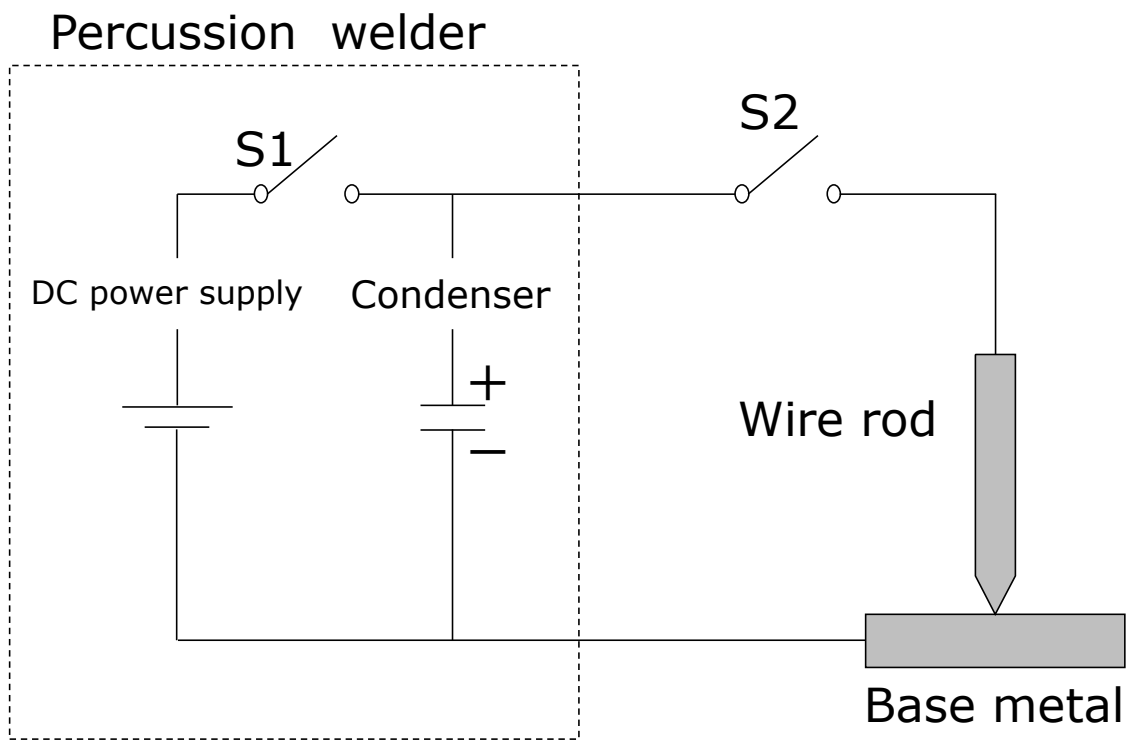 Percussion welder
S1
S2
DC power supply
Condenser
+
−
Wire rod
Base metal